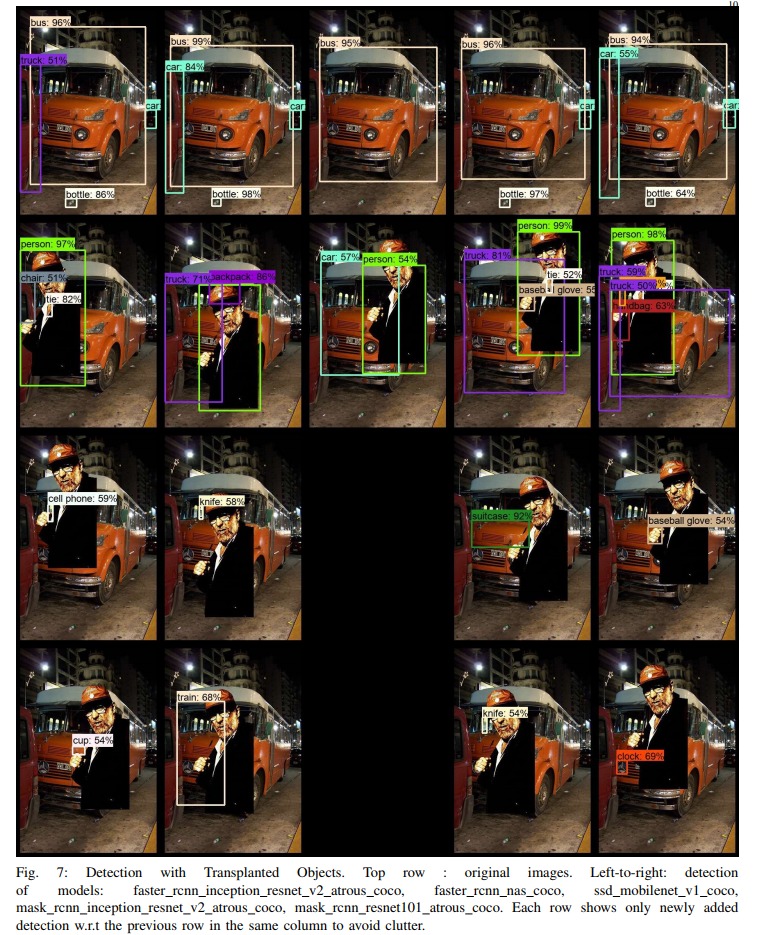 10
bus: 96%
truck: 51%
car:
bottle: 86%
bus: 99%
car: 84%
car:
bottle: 98%
bus: 95%
bus: 96%
car:
bottle: 97%
bus: 94%
car: 55%
car:
bottle: 64%
person: 97%
chair: 51%
tie: 82%
truck: 71%
backpack: 86%
car: 57%
person: 54%
person: 99%
truck: 81%
tie: 52%
baseball glove: 55
person: 98%
truck: 59%
truck: 50%
ndbag: 63%
cell phone: 59%
knife: 58%
suitcase: 92%
baseball glove: 54%
cup: 54%
train: 68%
knife: 54%
clock: 69%
Fig. 7: Detection with Transplanted Objects. Top row : original images. Left-to-right: detection
of models: faster_rcnn_inception_resnet_v2_atrous_coco, faster_rcnn_nas_coco, ssd_mobilenet_v1_coco,
mask_rcnn_inception_resnet_v2_atrous_coco, mask_rcnn_resnet101_atrous_coco. Each row shows only newly added
detection w.r.t the previous row in the same column to avoid clutter.